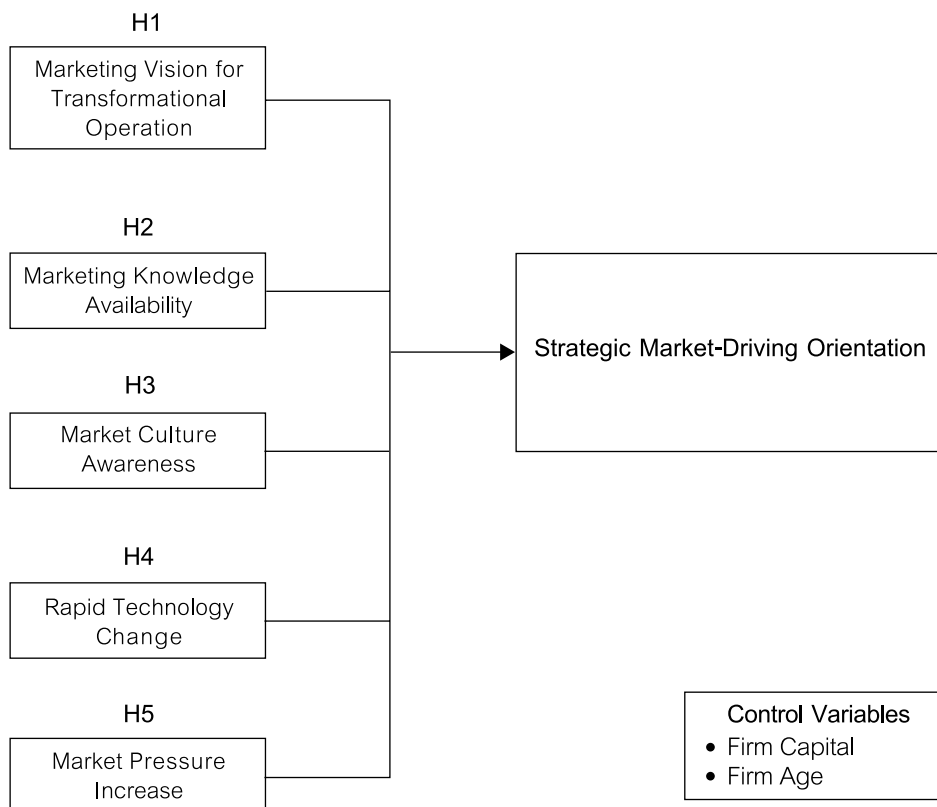 H1
Marketing Vision for
Transformational
Operation
H2
Marketing Knowledge
Availability
Strategic Market-Driving Orientation
H3
Market Culture
Awareness
H4
Rapid Technology
Change
H5
Market Pressure
Increase
Control Variables
• Firm Capital
• Firm Age